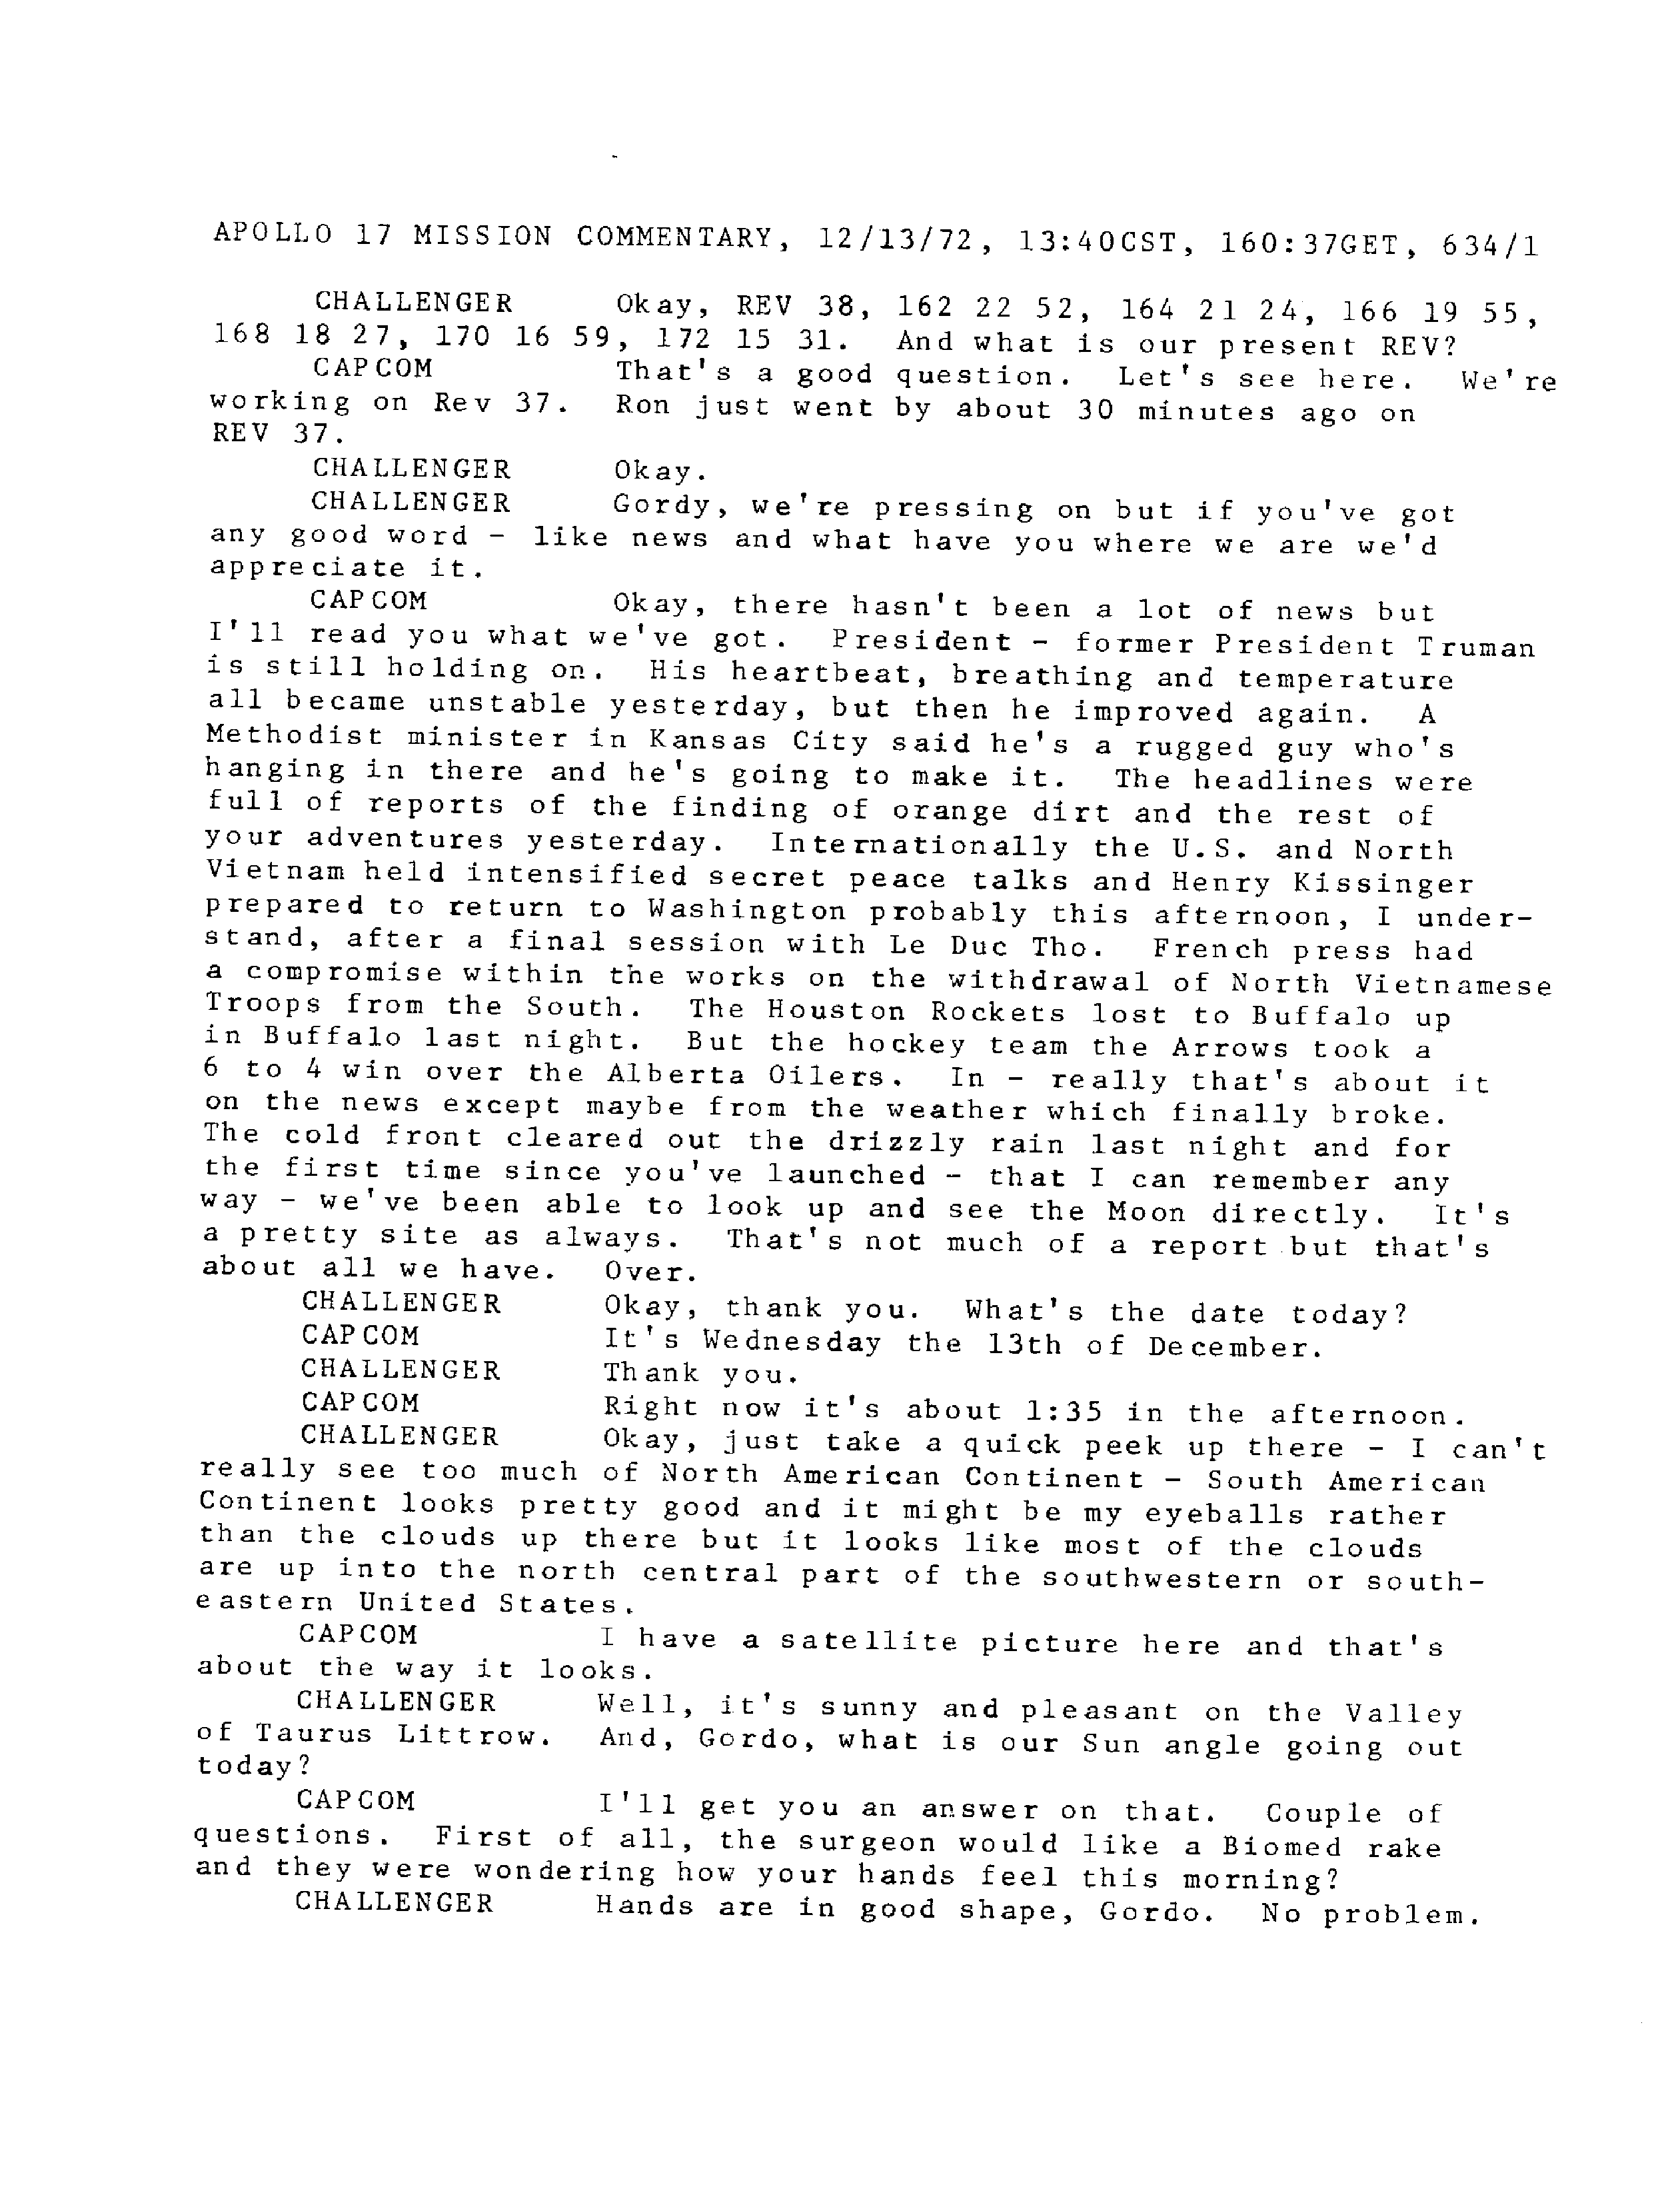 APOLLO 17 MISSION COMMENTARY, 12/13/72, 13:40CST, 160:37GET, 634/1
CHALLENGER Okay, REV 38, 162 22 52, 164 21 24, 166 19 55,
168 18 27, 170 16 59, 172 15 31. And what is our present REV?
CAPCOM That's a good question. Let's see here. We're
working on Rev 37. Ron just went by about 30 minutes ago on
REV 37.
CHALLENGER Okay.
CHALLENGER Gordy, we're pressing on but if you've got
any good word - like news and what have you where we are we'd
appreciate it.
CAPCOM Okay, there hasn't been a lot of news but
I'll read you what we've got. President - former President Truman
is still holding on. His heartbeat, breathing and temperature
all became unstable yesterday, but then he improved again. A
Methodist minister in Kansas City said he's a rugged guy who's
hanging in there and he's going to make it. The headlines were
full of reports of the finding of orange dirt and the rest of
your adventures yesterday. Internationally the U.S. and North
Vietnam held intensified secret peace talks and Henry Kissinger
prepared to return to Washington probably this afternoon, I under-
stand, after a final session with Le Duc Tho. French press had
a compromise within the works on the withdrawal of North Vietnamese
Troops from the South. The Houston Rockets lost to Buffalo up
in Buffalo last night. But the hockey team the Arrows took a
6 to 4 win over the Alberta Oilers. In - really that's about it
on the news except maybe from the weather which finally broke.
The cold front cleared out the drizzly rain last night and for
the first time since you've launched - that I can remember any
way - we've been able to look up and see the Moon directly. It's
a pretty site as always. That's not much of a report but that's
about all we have. Over.
CHALLENGER Okay, thank you. What's the date today?
CAPCOM It's Wednesday the 13th of December.
CHALLENGER Thank you.
CAPCOM Right now it's about 1:35 in the afternoon.
CHALLENGER Okay, just take a quick peek up there - I can't
really see too much of North American Continent - South American
Continent looks pretty good and it might be my eyeballs rather
than the clouds up there but it looks like most of the clouds
are up into the north central part of the southwestern or south-
eastern United States.
CAPCOM I have a satellite picture here and that's
about the way it looks.
CHALLENGER Well, it's sunny and pleasant on the Valley
of Taurus Littrow. And, Gordo, what is our Sun angle going out
today?
CAPCOM I'll get you an answer on that. Couple of
questions. First of all, the surgeon would like a Biomed rake
and they were wondering how your hands feel this morning?
CHALLENGER Hands are in good shape, Gordo. No problem.